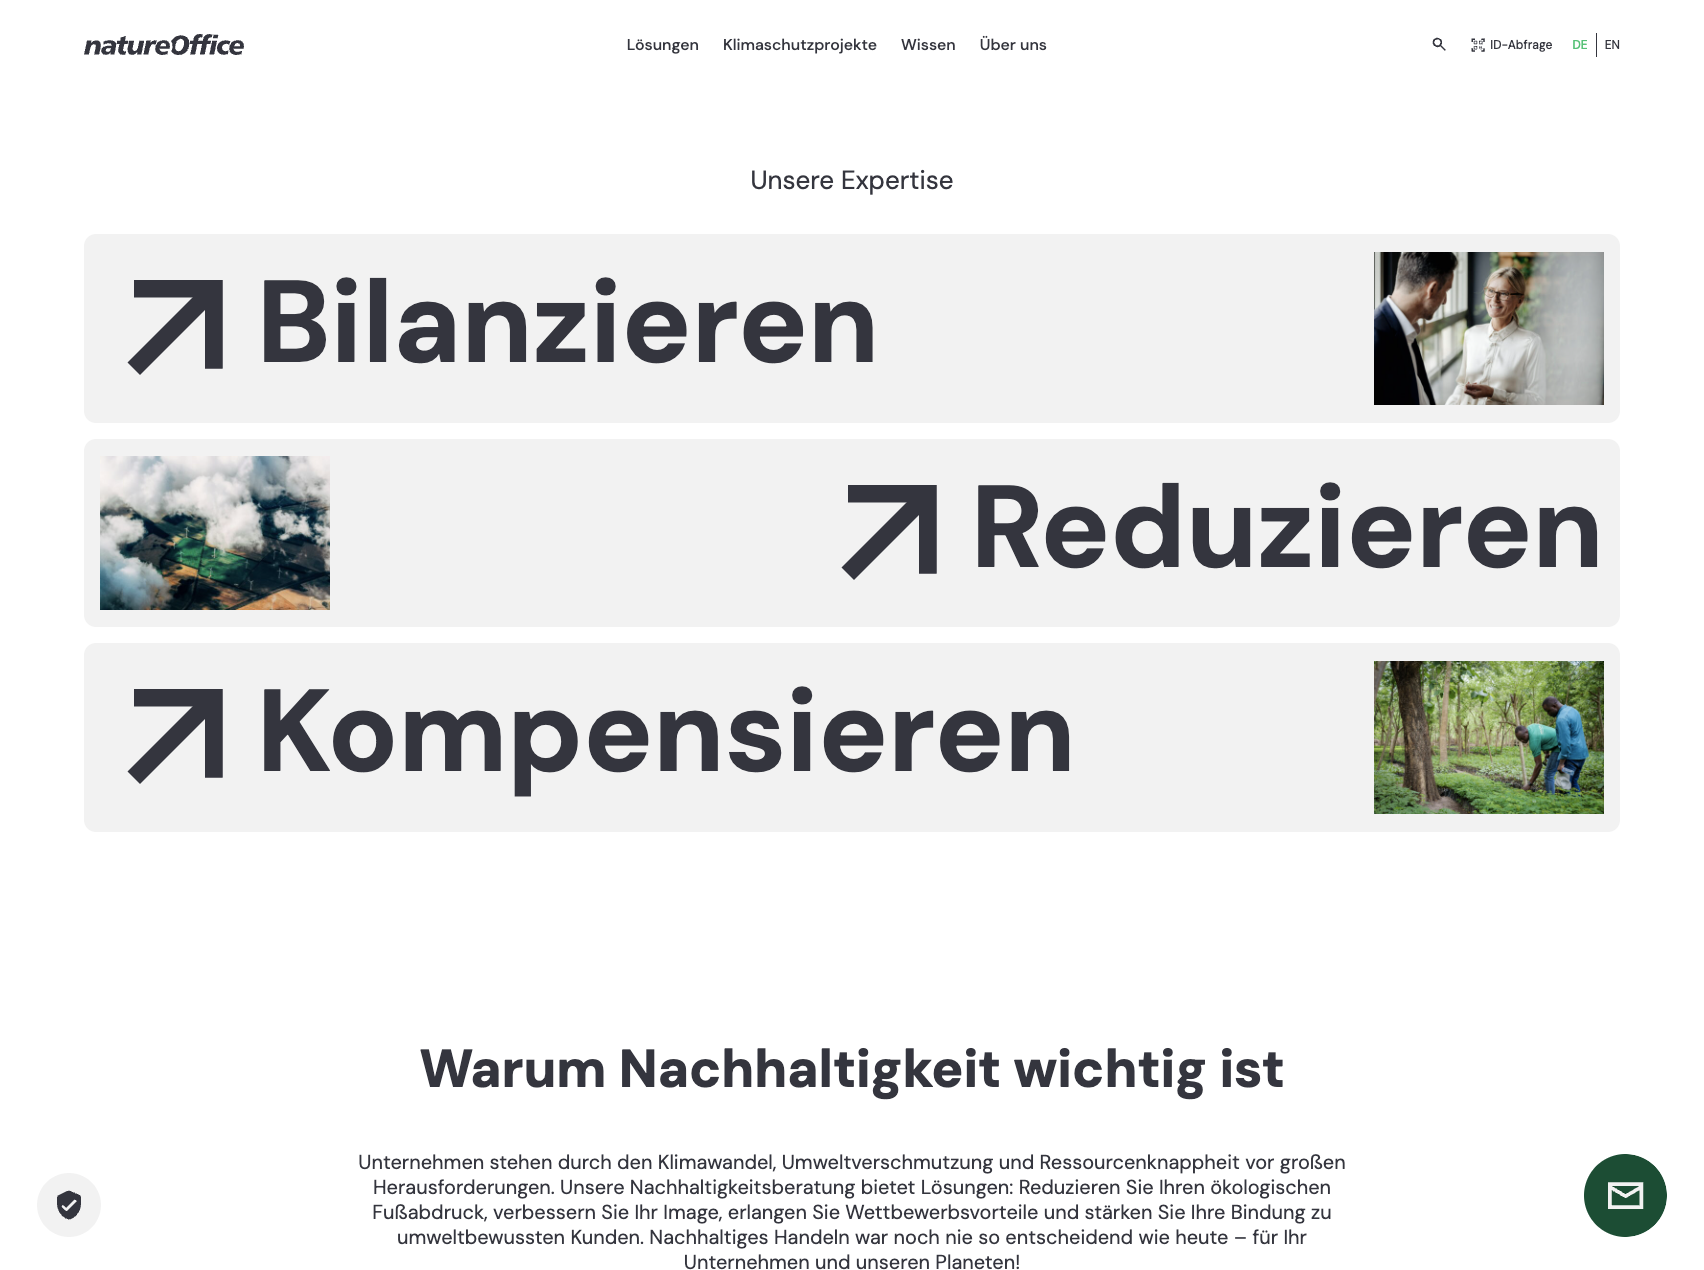 natureOffice
Lösungen Klimaschutzprojekte Wissen Über uns
ID-Abfrage DE EN
Unsere Expertise
Bilanzieren
Reduzieren
Kompensieren
Warum Nachhaltigkeit wichtig ist
Unternehmen stehen durch den Klimawandel, Umweltverschmutzung und Ressourcenknappheit vor großen
Herausforderungen. Unsere Nachhaltigkeitsberatung bietet Lösungen: Reduzieren Sie Ihren ökologischen
Fußabdruck, verbessern Sie Ihr Image, erlangen Sie Wettbewerbsvorteile und stärken Sie Ihre Bindung zu
umweltbewussten Kunden. Nachhaltiges Handeln war noch nie so entscheidend wie heute – für Ihr
Unternehmen und unseren Planeten!